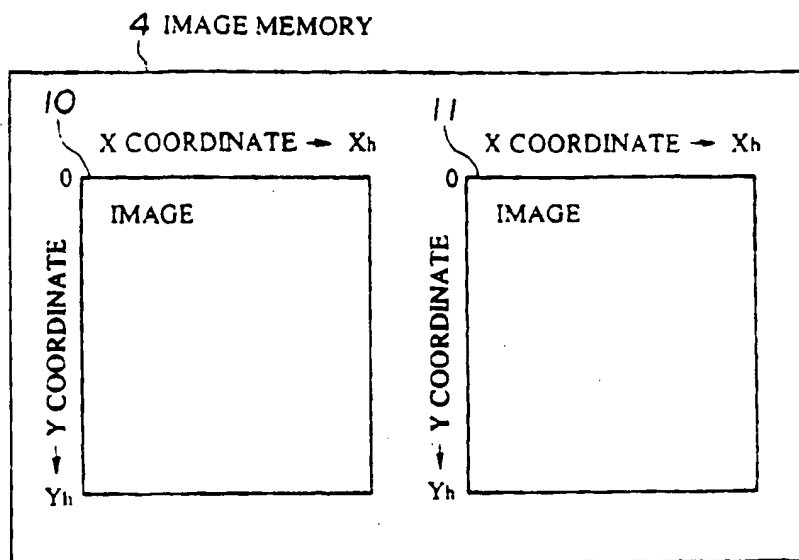 4 IMAGE MEMORY
10
X COORDINATE → Xh
0
IMAGE
Y COORDINATE
Yh
11
X COORDINATE → Xh
0
IMAGE
Y COORDINATE
Yh